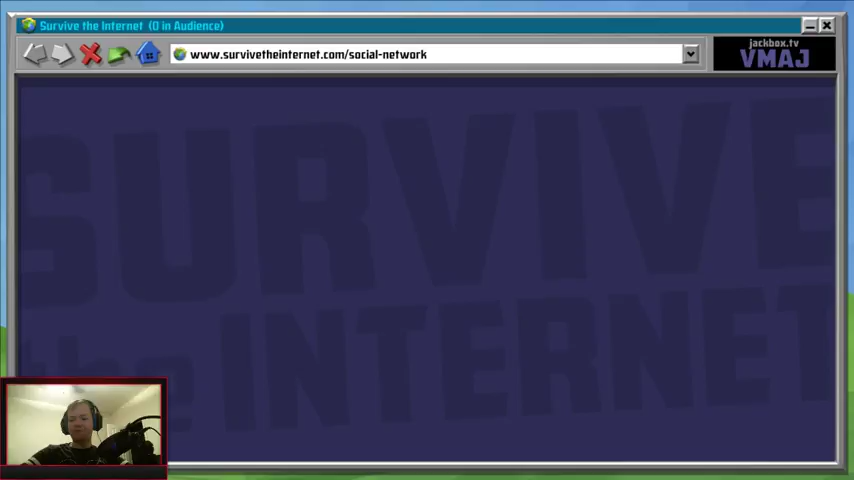 Survive the Internet (0 in Audience)
www.survivetheinternet.com/social-network
jackbox.tv
VMAJ
SURVIVE
the INTERNET